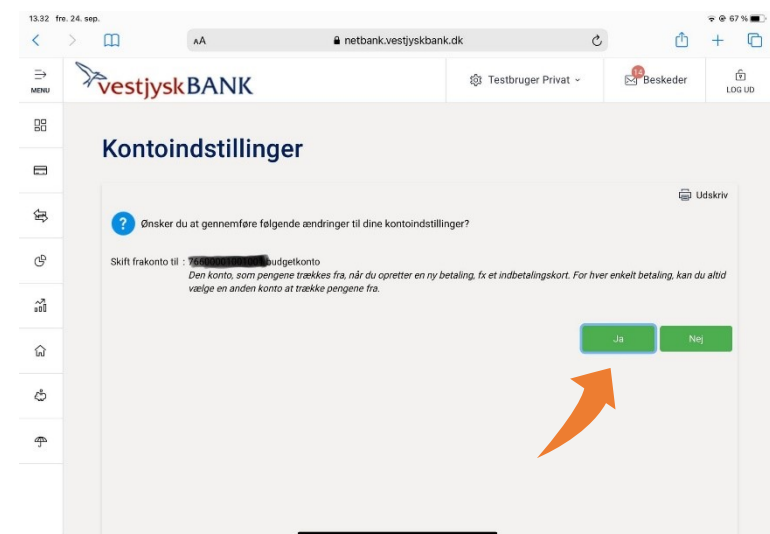 13.32 fre. 24. sep.
67 %
AA netbank.vestjyskbank.dk
MENU
vestjyskBANK
Testbruger Privat
14
Beskeder
LOG UD
Kontoindstillinger
Udskriv
? Ønsker du at gennemføre følgende ændringer til dine kontoindstillinger?
Skift frakonto til : budgetkonto
Den konto, som pengene trækkes fra, når du opretter en ny betaling, fx et indbetalingskort. For hver enkelt betaling, kan du altid
vælge en anden konto at trække pengene fra.
Ja
Nej